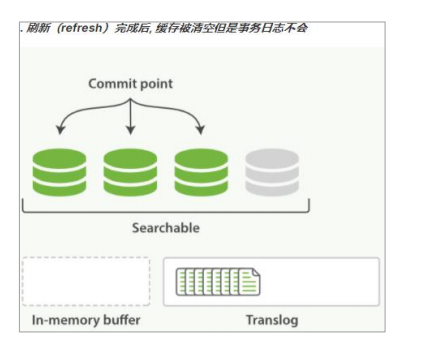 . 刷新（refresh）完成后, 缓存被清空但是事务日志不会
Commit point
Searchable
In-memory buffer
Translog